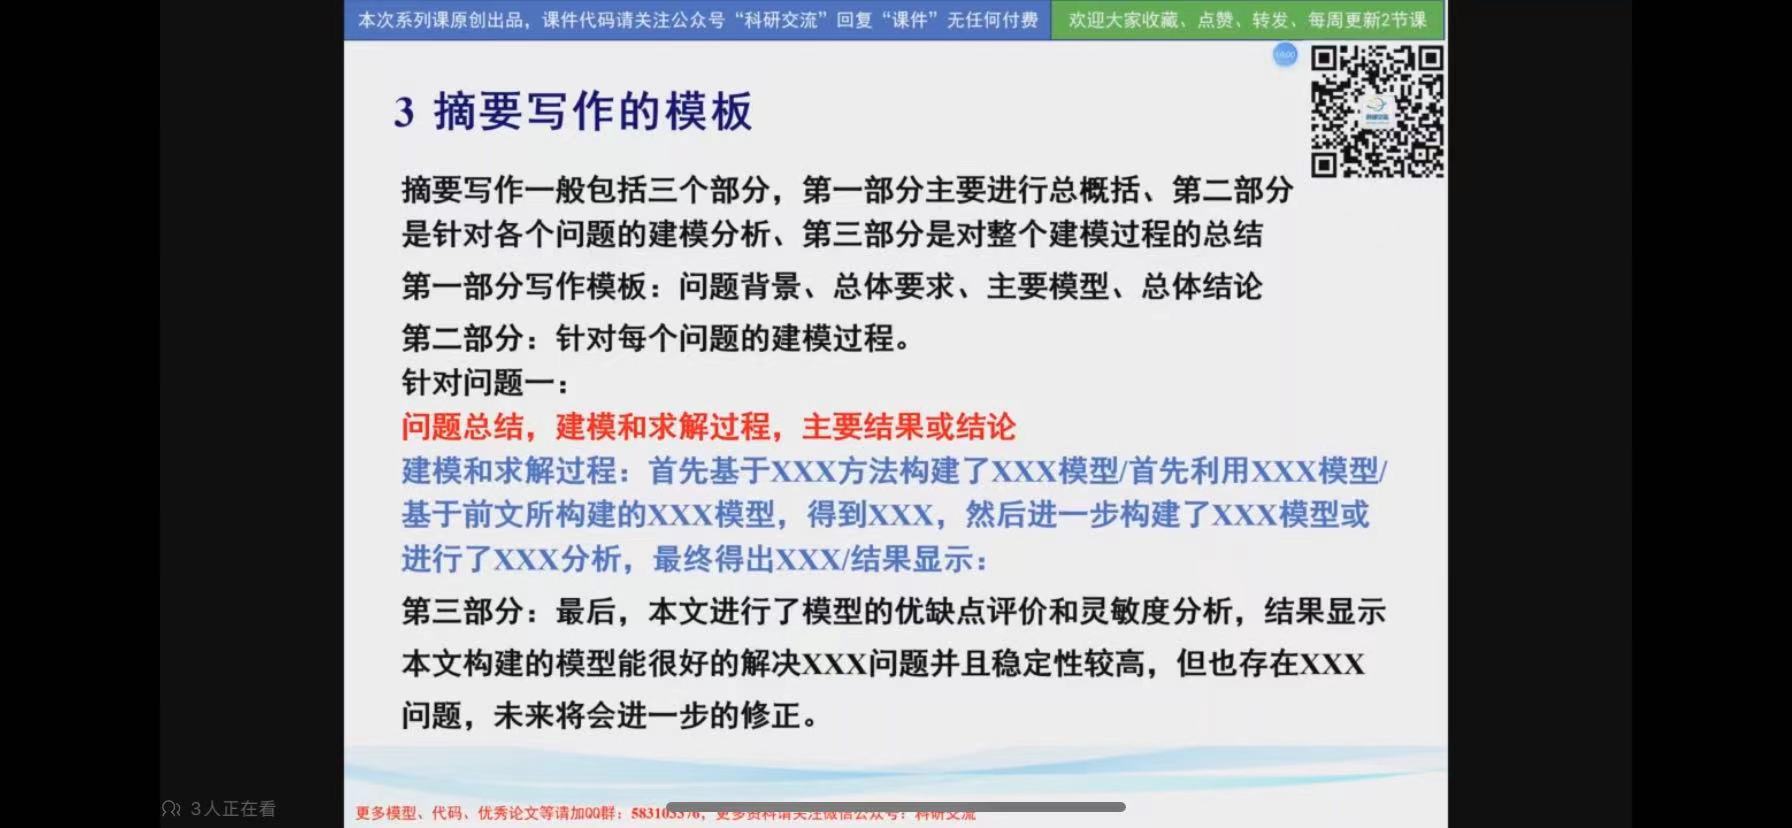 本次系列课原创出品，课件代码请关注公众号“科研交流”回复“课件”无任何付费
欢迎大家收藏、点赞、转发、每周更新2节课
3 摘要写作的模板
摘要写作一般包括三个部分，第一部分主要进行总概括、第二部分
是针对各个问题的建模分析、第三部分是对整个建模过程的总结
第一部分写作模板：问题背景、总体要求、主要模型、总体结论
第二部分：针对每个问题的建模过程。
针对问题一：
问题总结，建模和求解过程，主要结果或结论
建模和求解过程：首先基于XXX方法构建了XXX模型/首先利用XXX模型/
基于前文所构建的XXX模型，得到XXX，然后进一步构建了XXX模型或
进行了XXX分析，最终得出XXX/结果显示：
第三部分：最后，本文进行了模型的优缺点评价和灵敏度分析，结果显示
本文构建的模型能很好的解决XXX问题并且稳定性较高，但也存在XXX
问题，未来将会进一步的修正。
3人正在看
更多模型、代码、优秀论文等请加QQ群：583103376，更多资料请关注微信公众号：科研交流